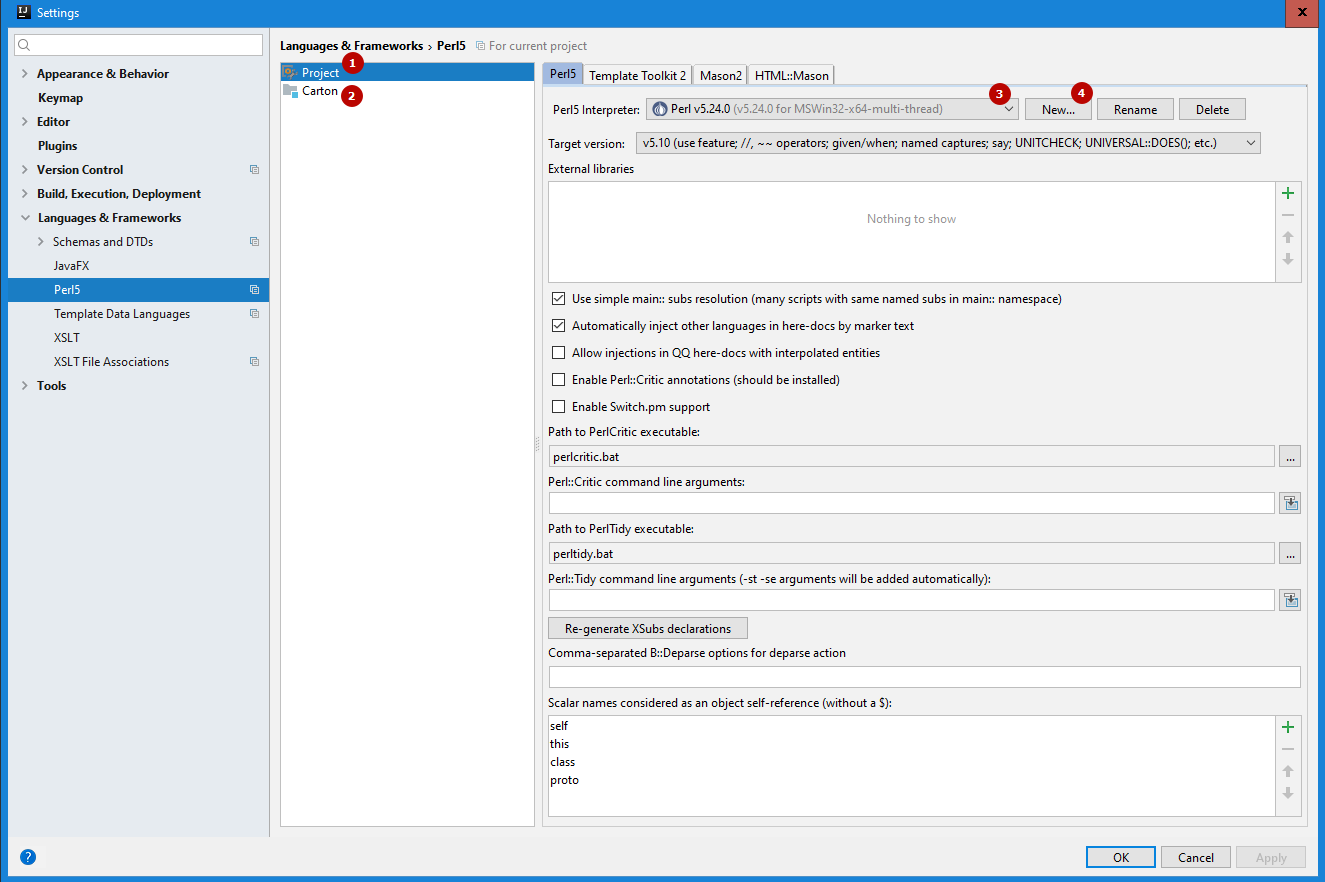 Settings
Languages & Frameworks › Perl5 For current project
Appearance & Behavior
Keymap
Editor
Plugins
Version Control
Build, Execution, Deployment
Languages & Frameworks
Schemas and DTDs
JavaFX
Perl5
Template Data Languages
XSLT
XSLT File Associations
Tools
Project 1
Carton 2
Perl5 Template Toolkit 2 Mason2 HTML::Mason
3 4
Perl5 Interpreter: Perl v5.24.0 (v5.24.0 for MSWin32-x64-multi-thread) New... Rename Delete
Target version: v5.10 (use feature; //, ~~ operators; given/when; named captures; say; UNITCHECK; UNIVERSAL::DOES(); etc.)
External libraries
Nothing to show
Use simple main:: subs resolution (many scripts with same named subs in main:: namespace)
Automatically inject other languages in here-docs by marker text
Allow injections in QQ here-docs with interpolated entities
Enable Perl::Critic annotations (should be installed)
Enable Switch.pm support
Path to PerlCritic executable:
perlcritic.bat ...
Perl::Critic command line arguments:
Path to PerlTidy executable:
perltidy.bat ...
Perl::Tidy command line arguments (-st -se arguments will be added automatically):
Re-generate XSubs declarations
Comma-separated B::Deparse options for deparse action
Scalar names considered as an object self-reference (without a $):
self
this
class
proto
? OK Cancel Apply